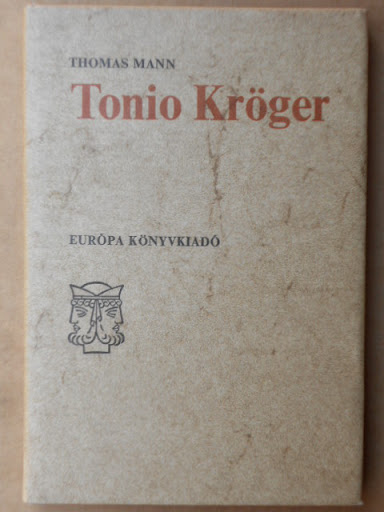 THOMAS MANN
Tonio Kröger
EURÓPA KÖNYVKIADÓ